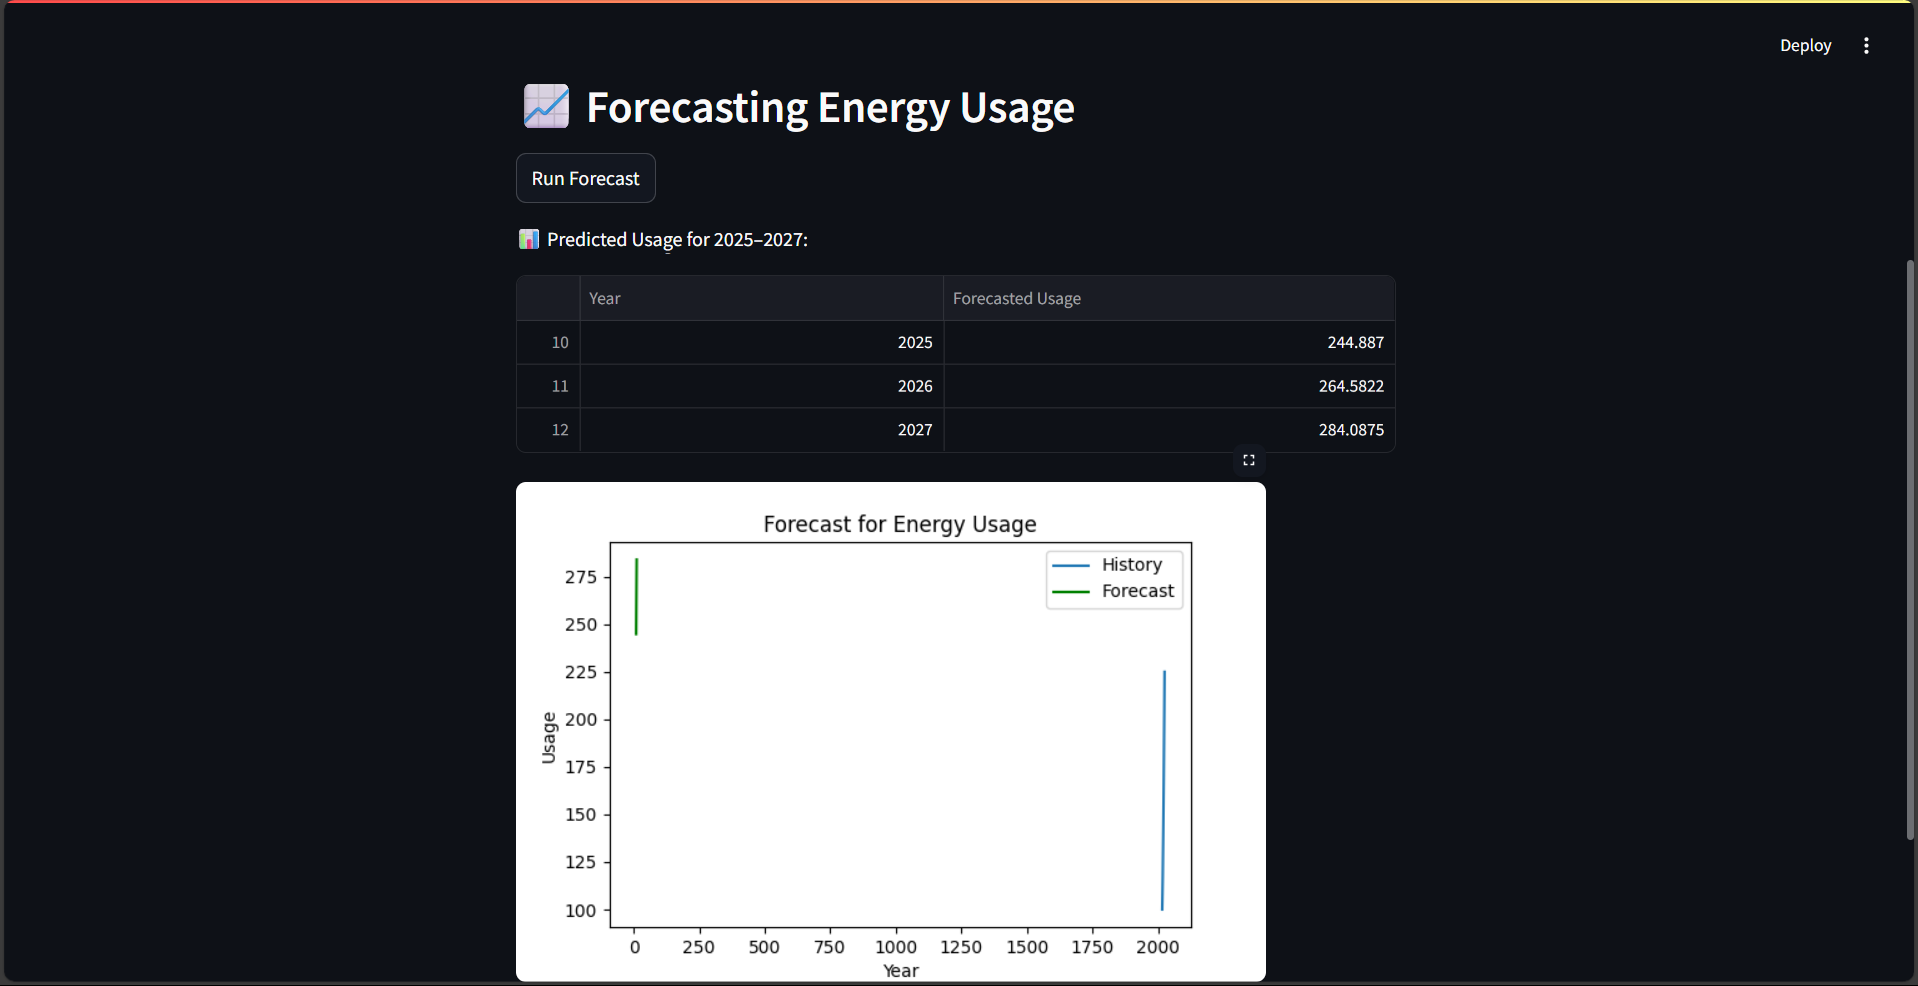 Deploy
Forecasting Energy Usage
Run Forecast
Predicted Usage for 2025–2027:
Year Forecasted Usage
10 2025 244.887
11 2026 264.5822
12 2027 284.0875
Forecast for Energy Usage
History
Forecast
275
250
225
200
175
150
125
100
Usage
0 250 500 750 1000 1250 1500 1750 2000
Year